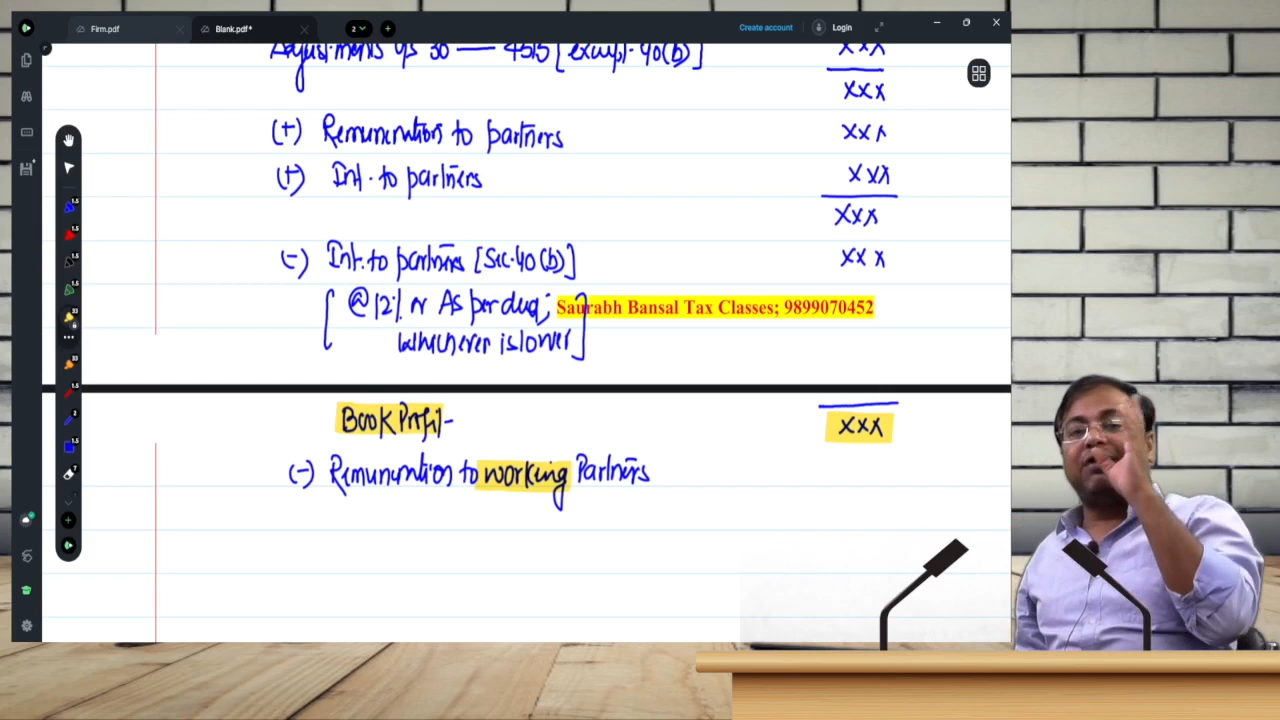 Firm.pdf
Blank.pdf*
2
Create account
Login
Adjustments u/s 30 — 43B [except 40(b)] xxx
xxx
(+) Remuneration to partners xxx
(+) Int. to partners xxx
xxx
(-) Int. to partners [Sec. 40(b)] xxx
[ @ 12% or As per deed;
whichever is lower ]
Saurabh Bansal Tax Classes; 9899070452
Book Profit xxx
(-) Remuneration to working Partners